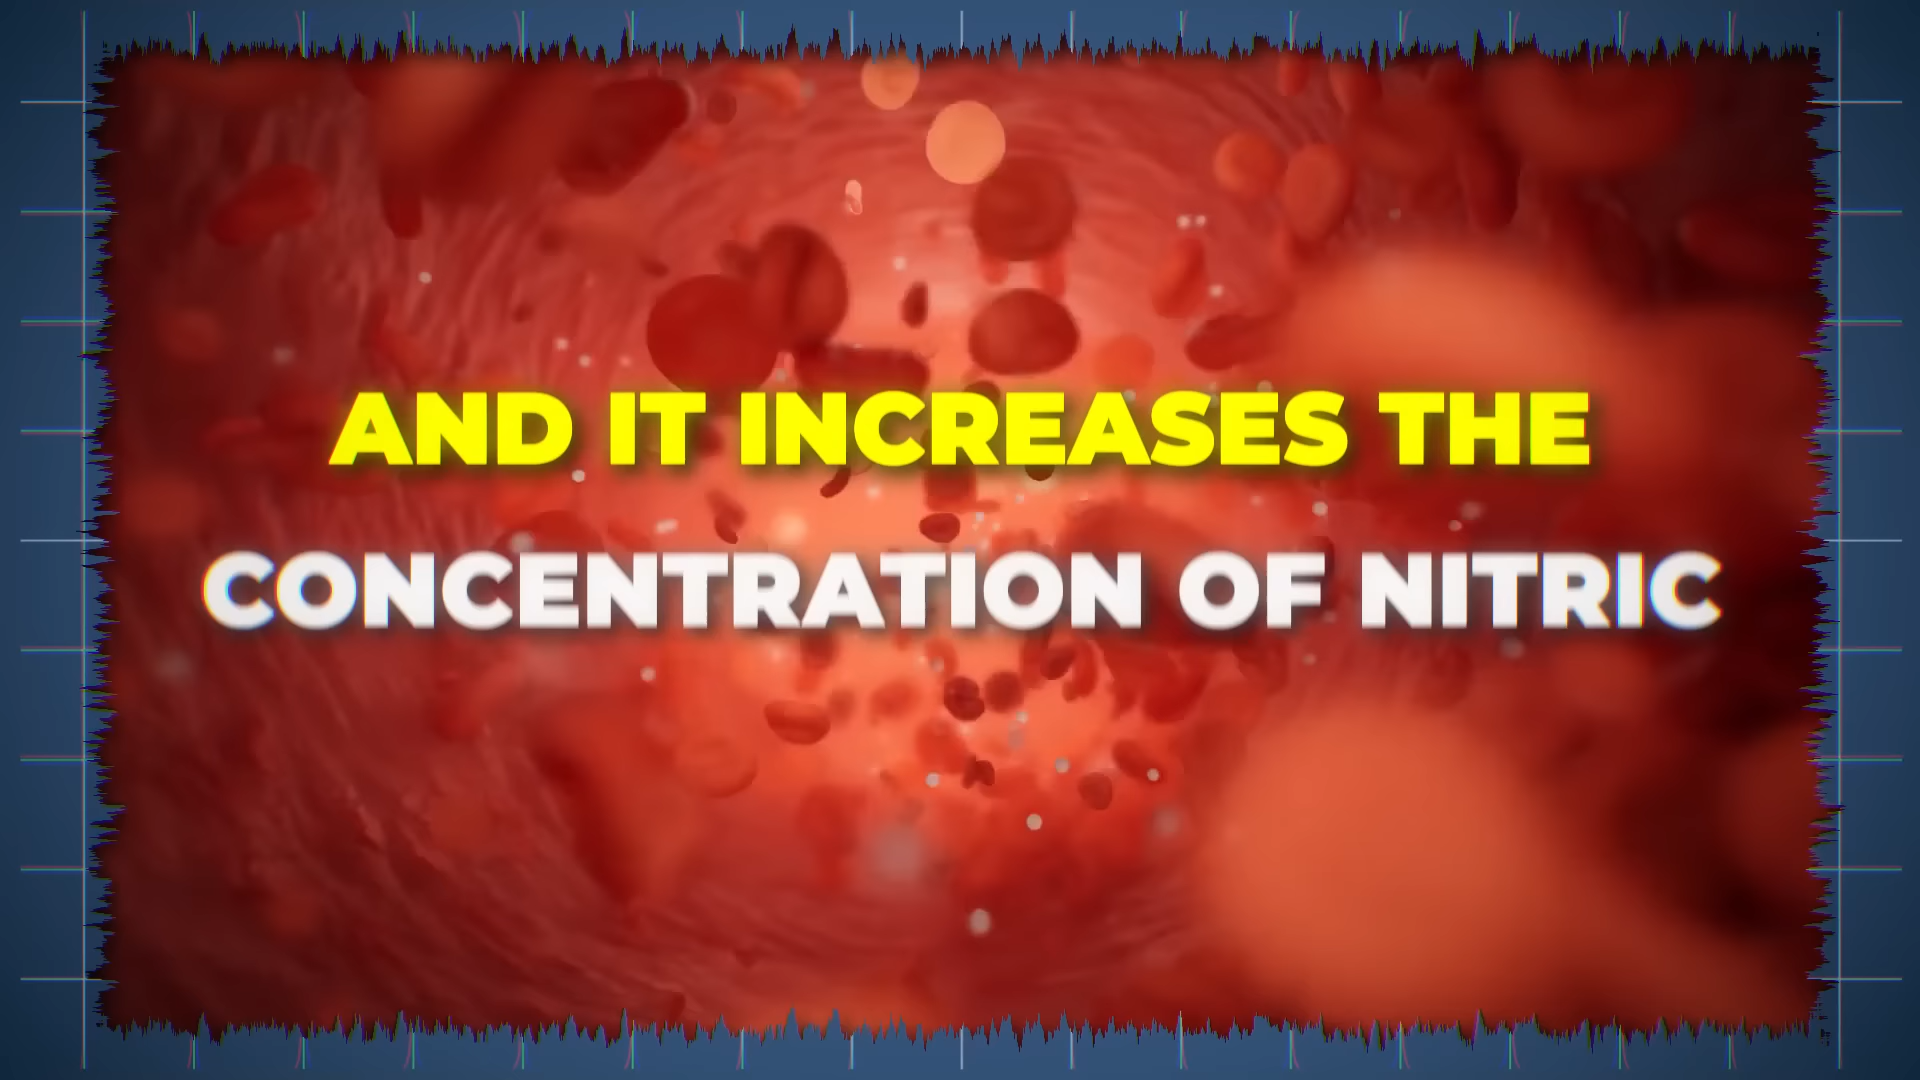 AND IT INCREASES THE
CONCENTRATION OF NITRIC